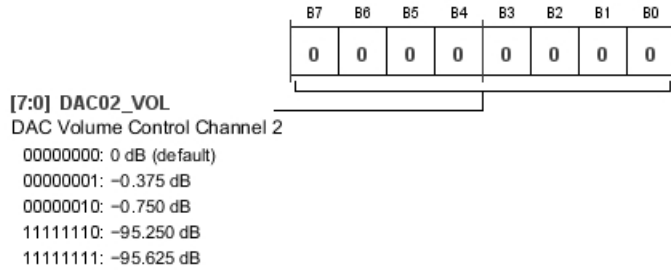 B7 B6 B5 B4 B3 B2 B1 B0
0 0 0 0 0 0 0 0
[7:0] DAC02_VOL
DAC Volume Control Channel 2
00000000: 0 dB (default)
00000001: −0.375 dB
00000010: −0.750 dB
11111110: −95.250 dB
11111111: −95.625 dB